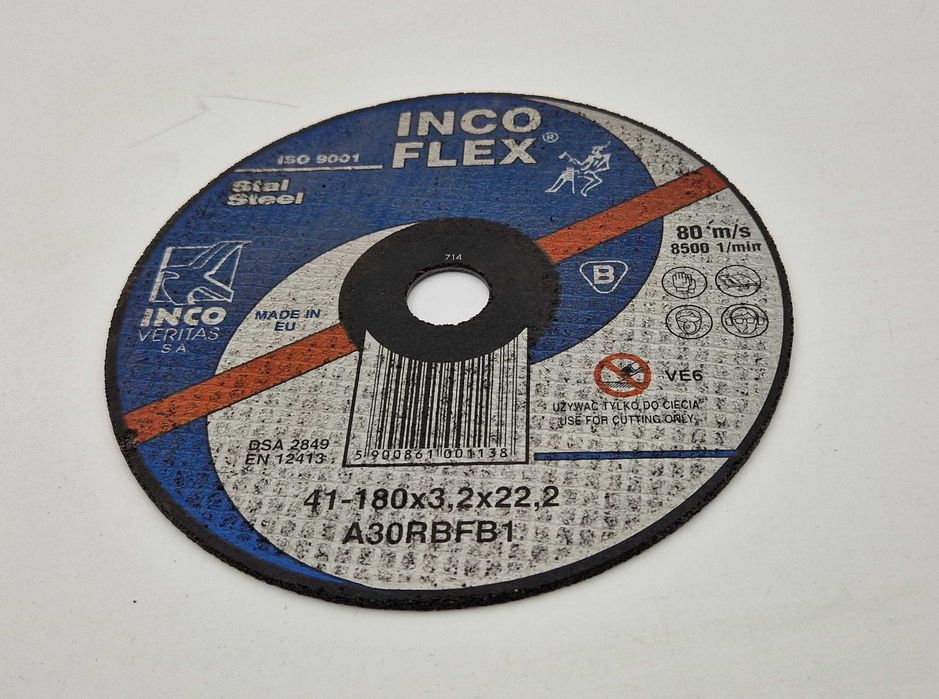 INCO
FLEX®
ISO 9001
Stal
Steel
80 m/s
8500 1/min
714
B
INCO
VERITAS
SA
MADE IN
EU
VE6
UŻYWAĆ TYLKO DO CIĘCIA
USE FOR CUTTING ONLY
OSA 2849
EN 12413
5 900861 001138
41-180x3,2x22,2
A30RBFB1